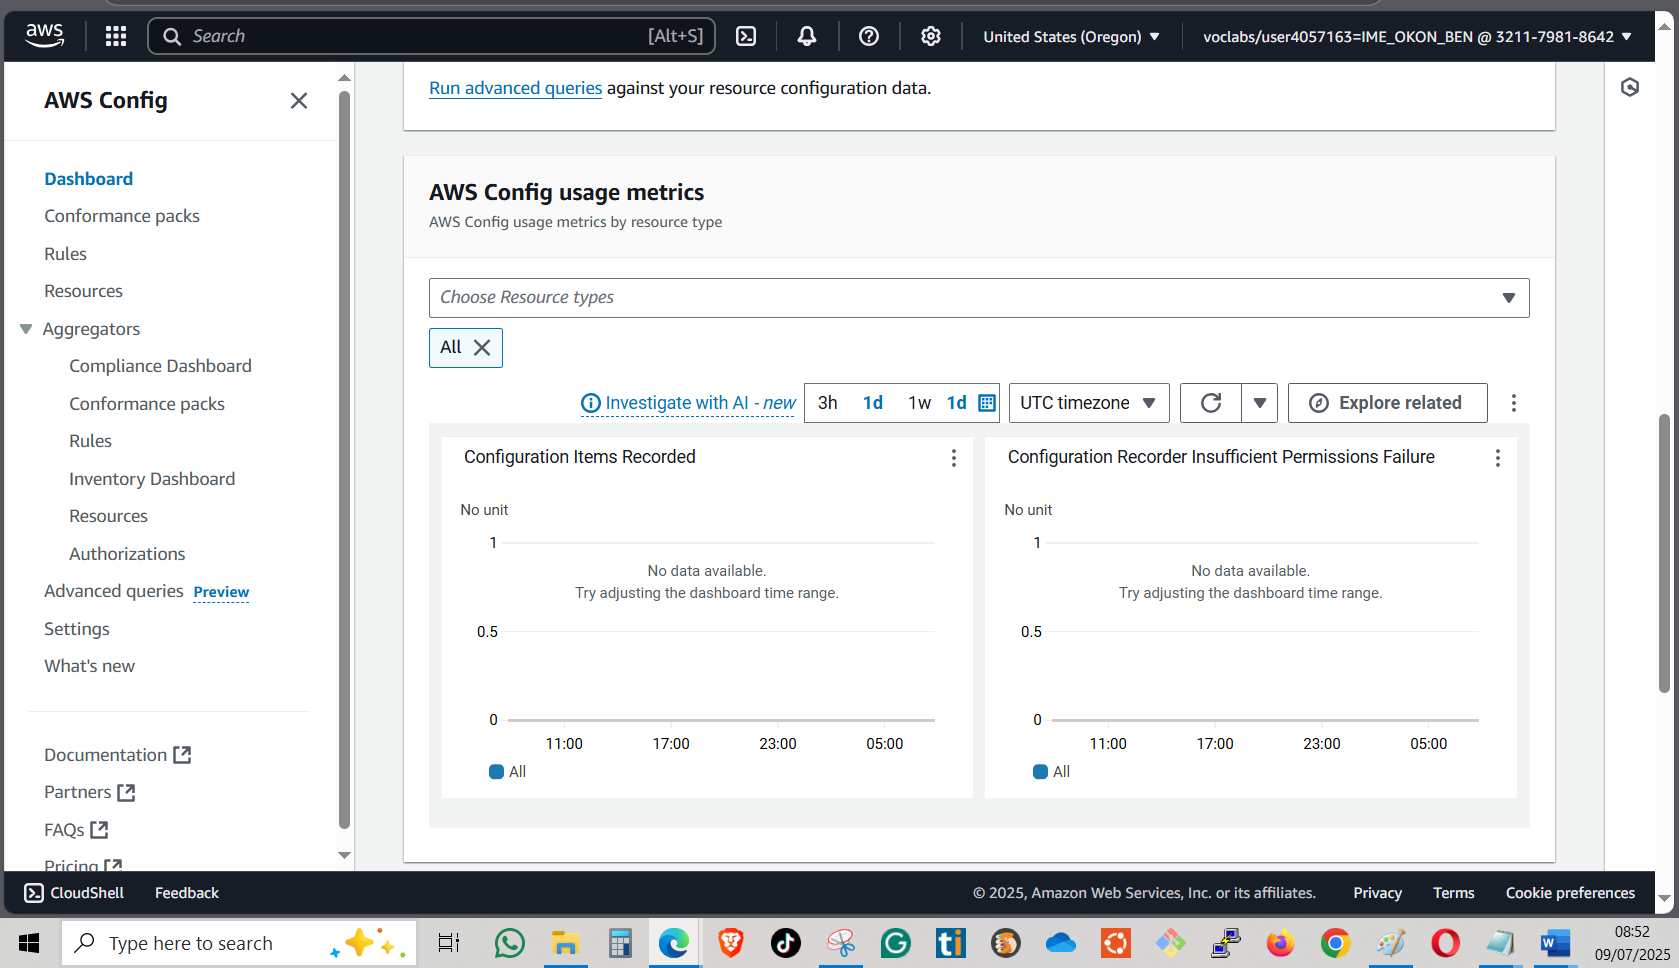 aws
Search
[Alt+S]
United States (Oregon)
voclabs/user4057163=IME_OKON_BEN @ 3211-7981-8642
AWS Config
Dashboard
Conformance packs
Rules
Resources
Aggregators
Compliance Dashboard
Conformance packs
Rules
Inventory Dashboard
Resources
Authorizations
Advanced queries Preview
Settings
What's new
Documentation
Partners
FAQs
Pricing
Run advanced queries against your resource configuration data.
AWS Config usage metrics
AWS Config usage metrics by resource type
Choose Resource types
All
Investigate with AI - new
3h 1d 1w 1d
UTC timezone
Explore related
Configuration Items Recorded
No unit
1
No data available.
Try adjusting the dashboard time range.
0.5
0
11:00 17:00 23:00 05:00
All
Configuration Recorder Insufficient Permissions Failure
No unit
1
No data available.
Try adjusting the dashboard time range.
0.5
0
11:00 17:00 23:00 05:00
All
CloudShell
Feedback
© 2025, Amazon Web Services, Inc. or its affiliates.
Privacy
Terms
Cookie preferences
Type here to search
G
ti
W
08:52
09/07/2025